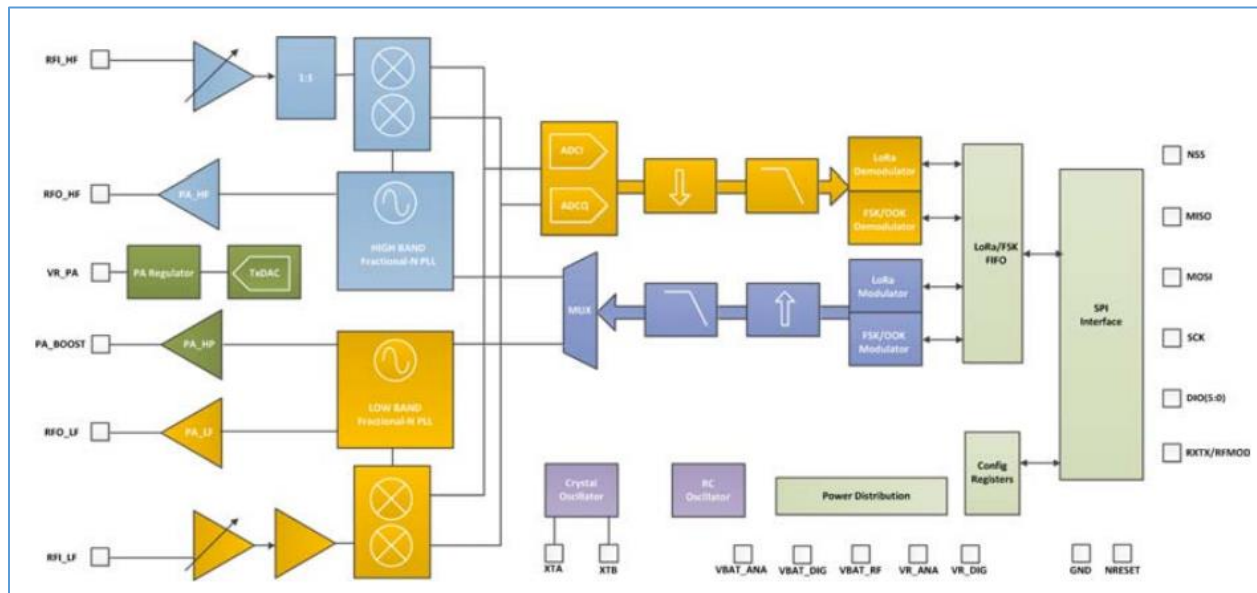 RFI_HF
1:1
RFO_HF
PA_HF
HIGH BAND
Fractional-N PLL
VR_PA
PA Regulator
TxDAC
PA_BOOST
PA_HP
LOW BAND
Fractional-N PLL
RFO_LF
PA_LF
RFI_LF
ADCI
ADCQ
MUX
LoRa
Demodulator
FSK/OOK
Demodulator
LoRa
Modulator
FSK/OOK
Modulator
LoRa/FSK
FIFO
SPI
Interface
NSS
MISO
MOSI
SCK
DIO(5:0)
RXTX/RFMOD
Crystal
Oscillator
RC
Oscillator
Power Distribution
Config
Registers
XTA
XTB
VBAT_ANA
VBAT_DIG
VBAT_RF
VR_ANA
VR_DIG
GND
NRESET